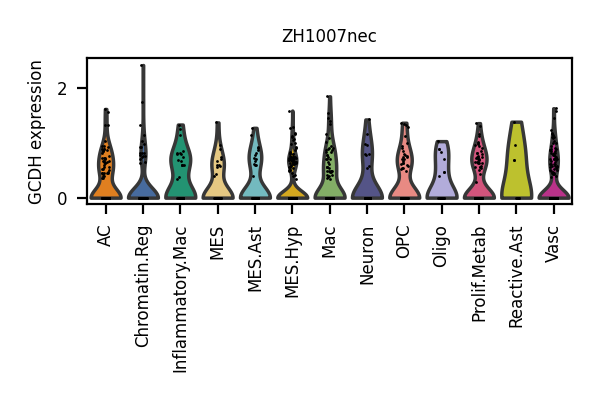 ZH1007nec
GCDH expression
2
0
AC
Chromatin.Reg
Inflammatory.Mac
MES
MES.Ast
MES.Hyp
Mac
Neuron
OPC
Oligo
Prolif.Metab
Reactive.Ast
Vasc